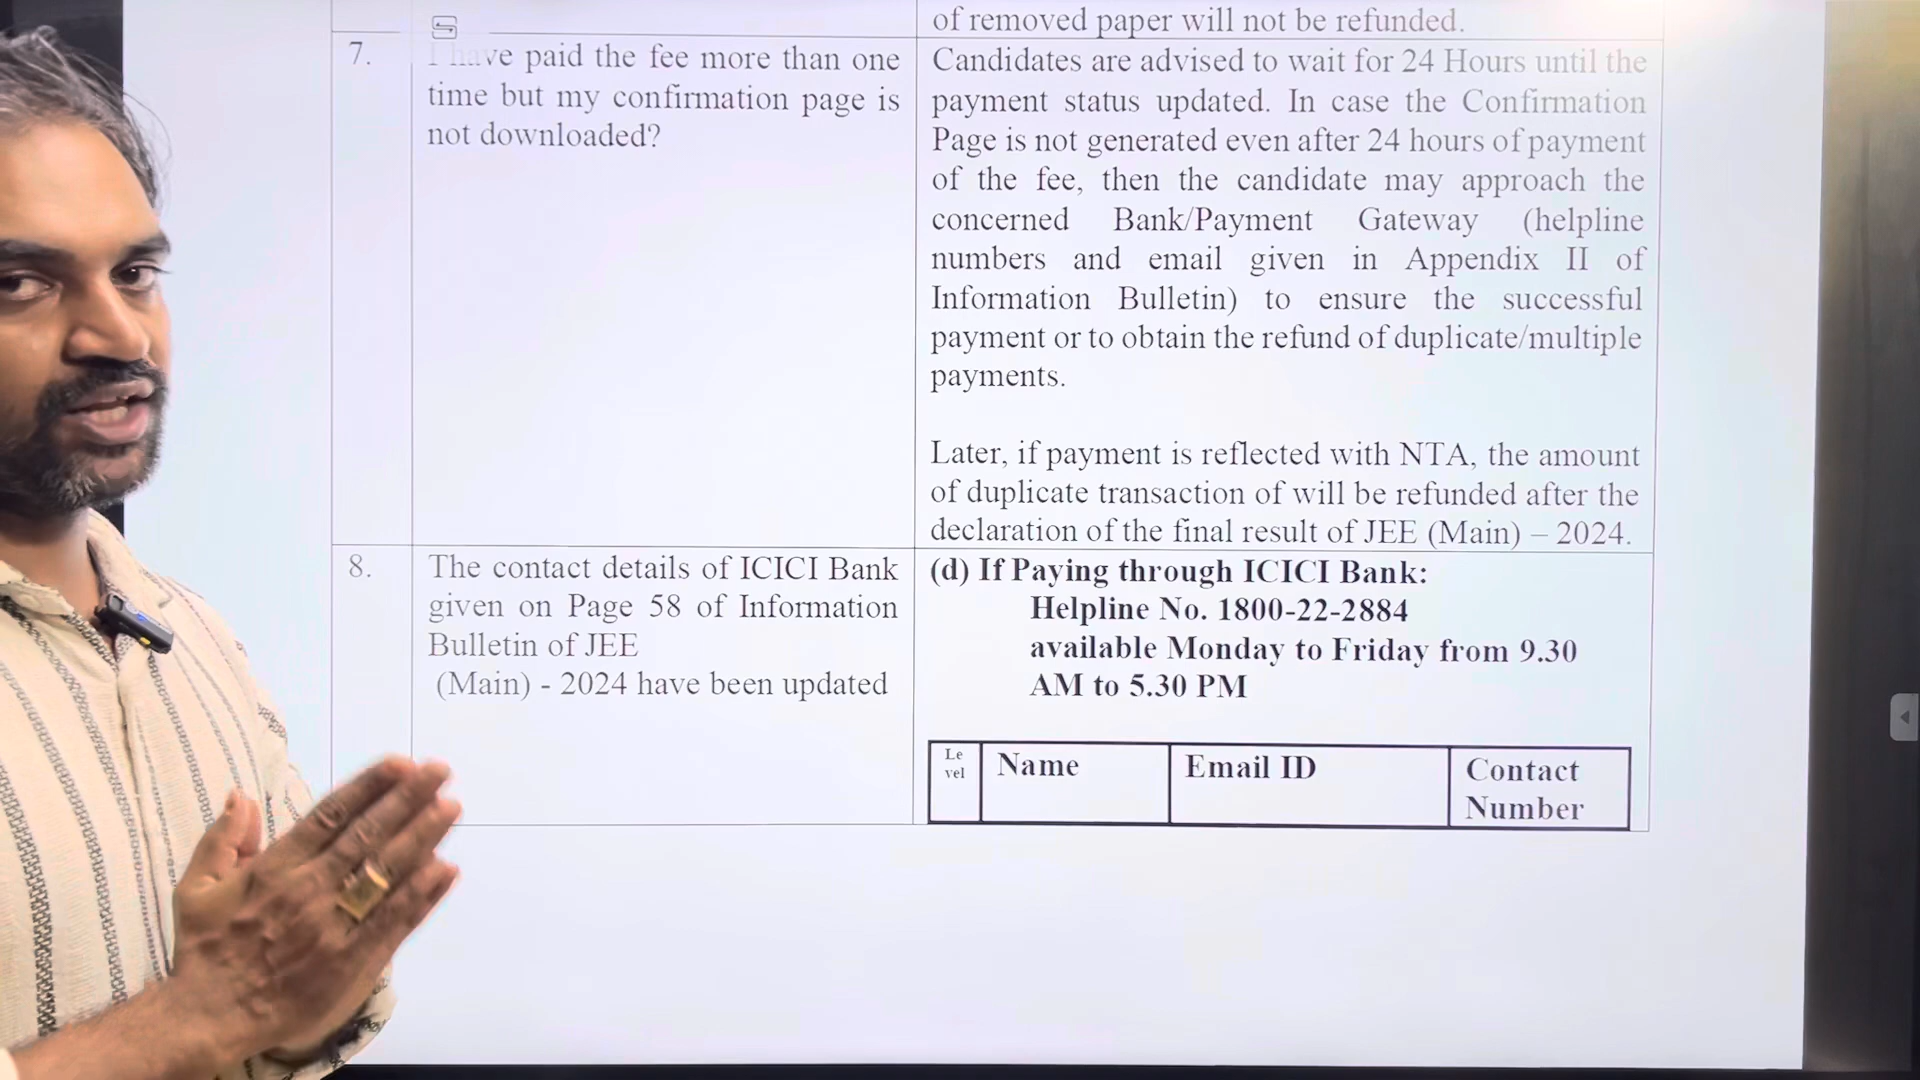 of removed paper will not be refunded.
7.
I have paid the fee more than one
time but my confirmation page is
not downloaded?
Candidates are advised to wait for 24 Hours until the
payment status updated. In case the Confirmation
Page is not generated even after 24 hours of payment
of the fee, then the candidate may approach the
concerned Bank/Payment Gateway (helpline
numbers and email given in Appendix II of
Information Bulletin) to ensure the successful
payment or to obtain the refund of duplicate/multiple
payments.
Later, if payment is reflected with NTA, the amount
of duplicate transaction of will be refunded after the
declaration of the final result of JEE (Main) – 2024.
8.
The contact details of ICICI Bank
given on Page 58 of Information
Bulletin of JEE
(Main) - 2024 have been updated
(d) If Paying through ICICI Bank:
Helpline No. 1800-22-2884
available Monday to Friday from 9.30
AM to 5.30 PM
Le
vel
Name
Email ID
Contact
Number